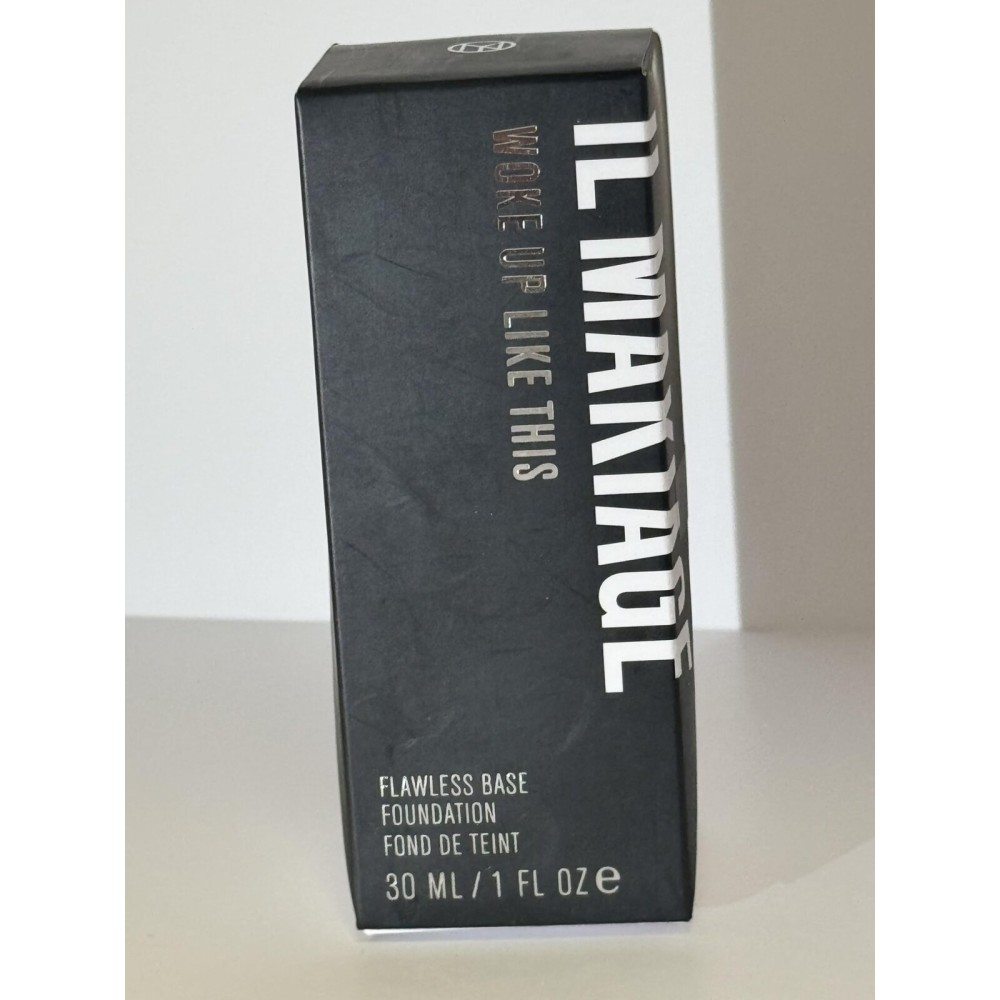 IL MAKIAGE
WOKE UP LIKE THIS
FLAWLESS BASE
FOUNDATION
FOND DE TEINT
30 ML / 1 FL OZ e